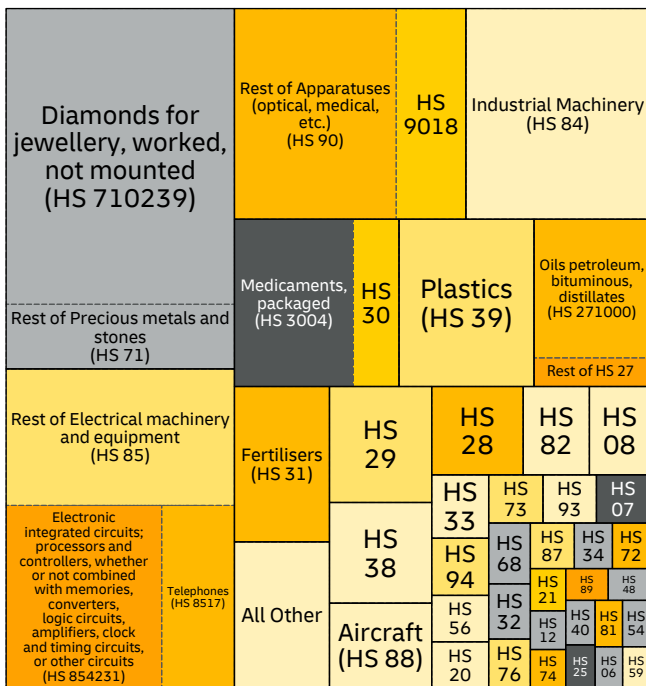 Diamonds for
jewellery, worked,
not mounted
(HS 710239)
Rest of Precious metals and
stones
(HS 71)
Rest of Electrical machinery
and equipment
(HS 85)
Electronic
integrated circuits;
processors and
controllers, whether
or not combined
with memories,
converters,
logic circuits,
amplifiers, clock
and timing circuits,
or other circuits
(HS 854231)
Telephones
(HS 8517)
Rest of Apparatuses
(optical, medical,
etc.)
(HS 90)
HS
9018
Industrial Machinery
(HS 84)
Medicaments,
packaged
(HS 3004)
HS
30
Plastics
(HS 39)
Oils petroleum,
bituminous,
distillates
(HS 271000)
Rest of HS 27
Fertilisers
(HS 31)
All Other
HS
29
HS
38
Aircraft
(HS 88)
HS
28
HS
82
HS
08
HS
33
HS
73
HS
93
HS
07
HS
94
HS
68
HS
87
HS
34
HS
72
HS
56
HS
32
HS
21
HS
89
HS
48
HS
20
HS
76
HS
12
HS
40
HS
81
HS
54
HS
74
HS
25
HS
06
HS
59